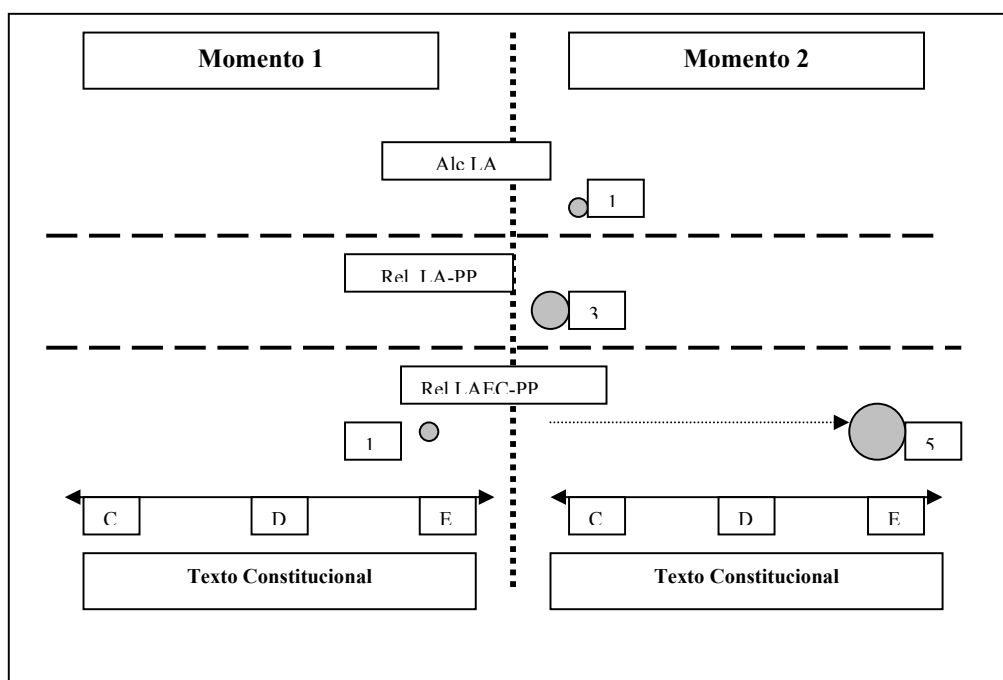 Momento 1
Momento 2
Alc LA
1
Rel LA-PP
3
Rel LAEC-PP
1
5
C
D
E
C
D
E
Texto Constitucional
Texto Constitucional